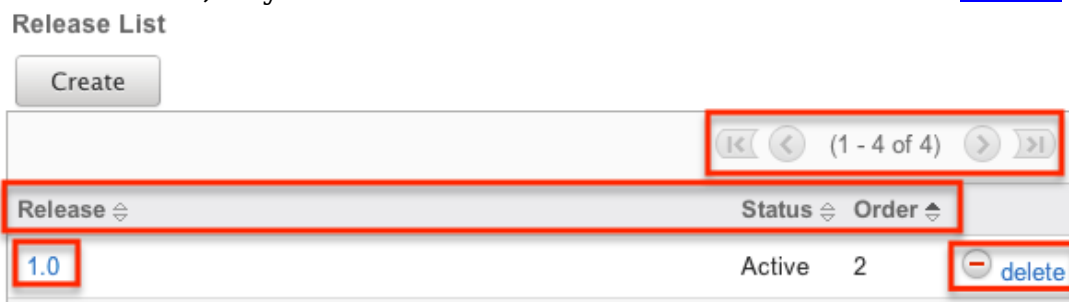 Release List
Create
(1 - 4 of 4)
Release Status Order
1.0 Active 2 delete